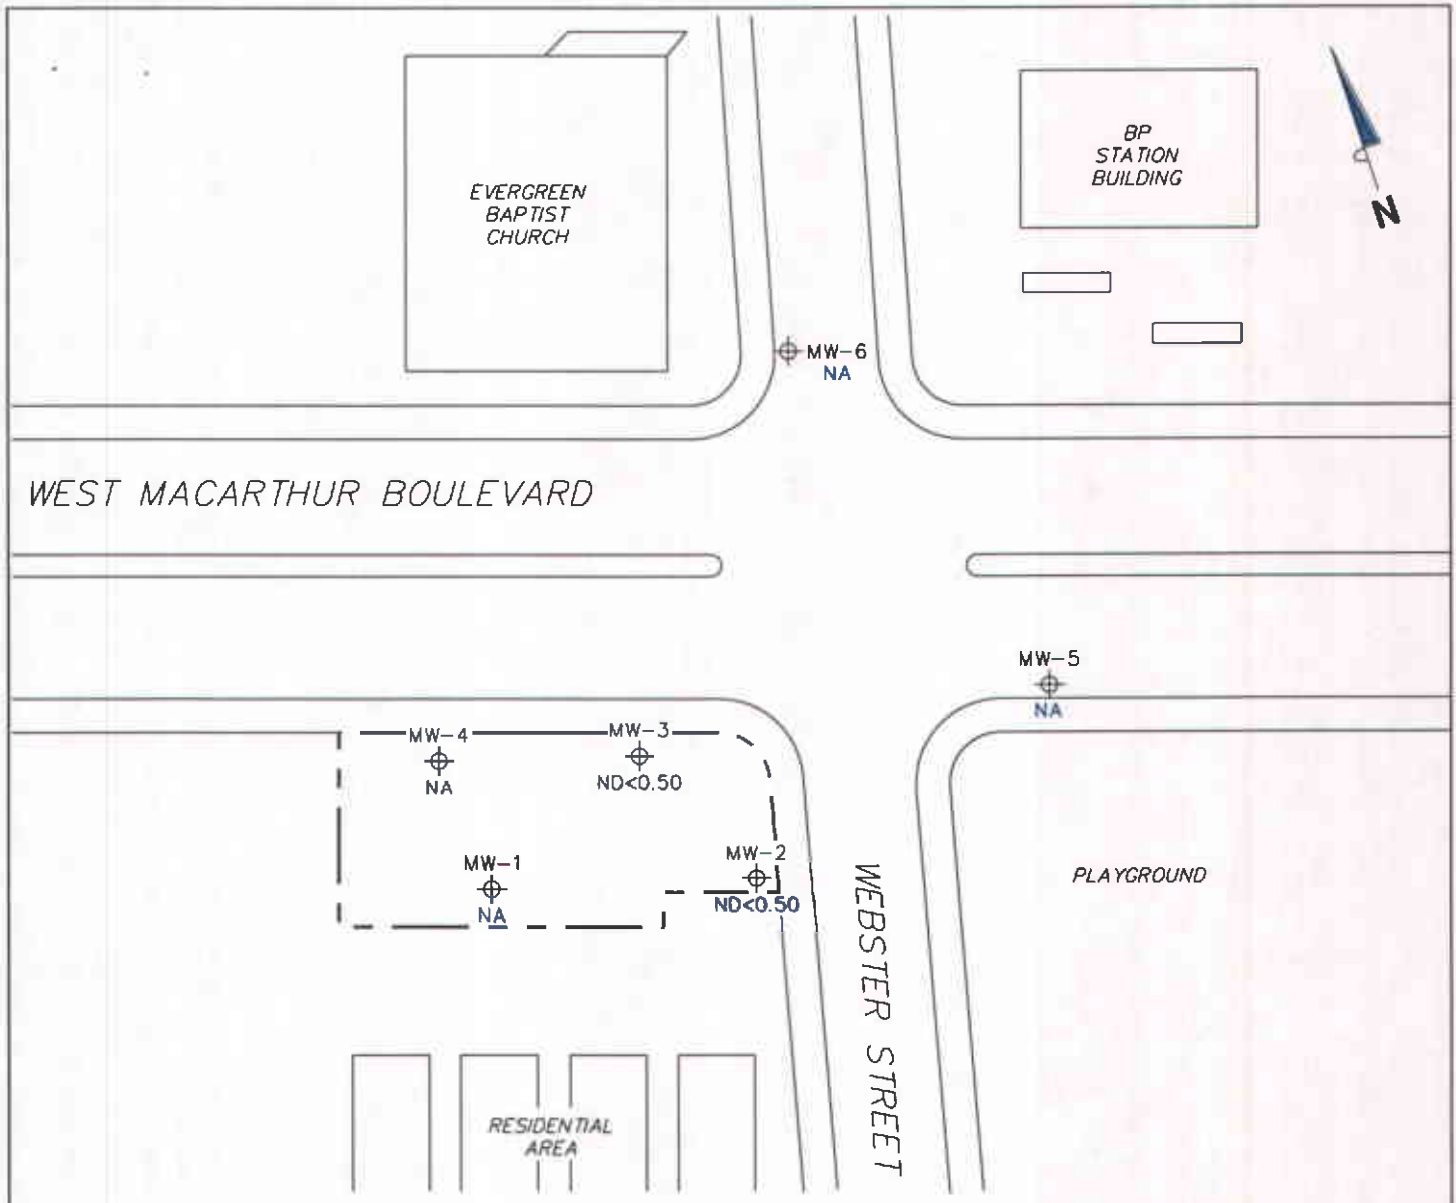 EVERGREEN
BAPTIST
CHURCH
BP
STATION
BUILDING
N
MW-6
NA
WEST MACARTHUR BOULEVARD
MW-5
NA
MW-4
NA
MW-3
ND<0.50
MW-1
NA
MW-2
ND<0.50
WEBSTER STREET
PLAYGROUND
RESIDENTIAL
AREA